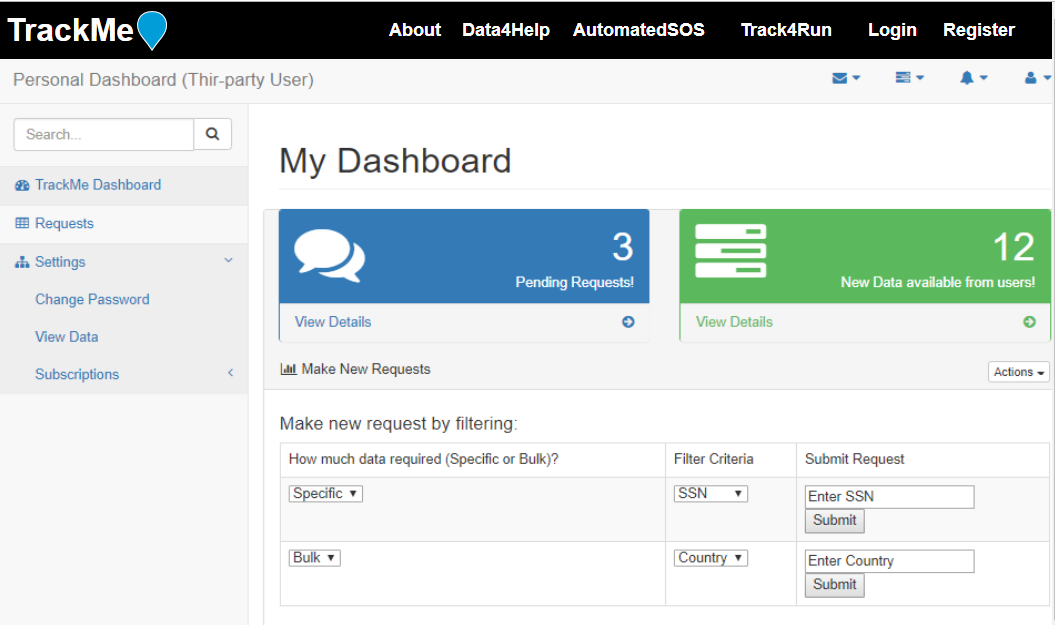 TrackMe About Data4Help AutomatedSOS Track4Run Login Register
Personal Dashboard (Thir-party User)
Search...
TrackMe Dashboard
Requests
Settings
Change Password
View Data
Subscriptions
My Dashboard
3
Pending Requests!
View Details
12
New Data available from users!
View Details
Make New Requests
Actions
Make new request by filtering:
How much data required (Specific or Bulk)? Filter Criteria Submit Request
Specific SSN Enter SSN
Submit
Bulk Country Enter Country
Submit